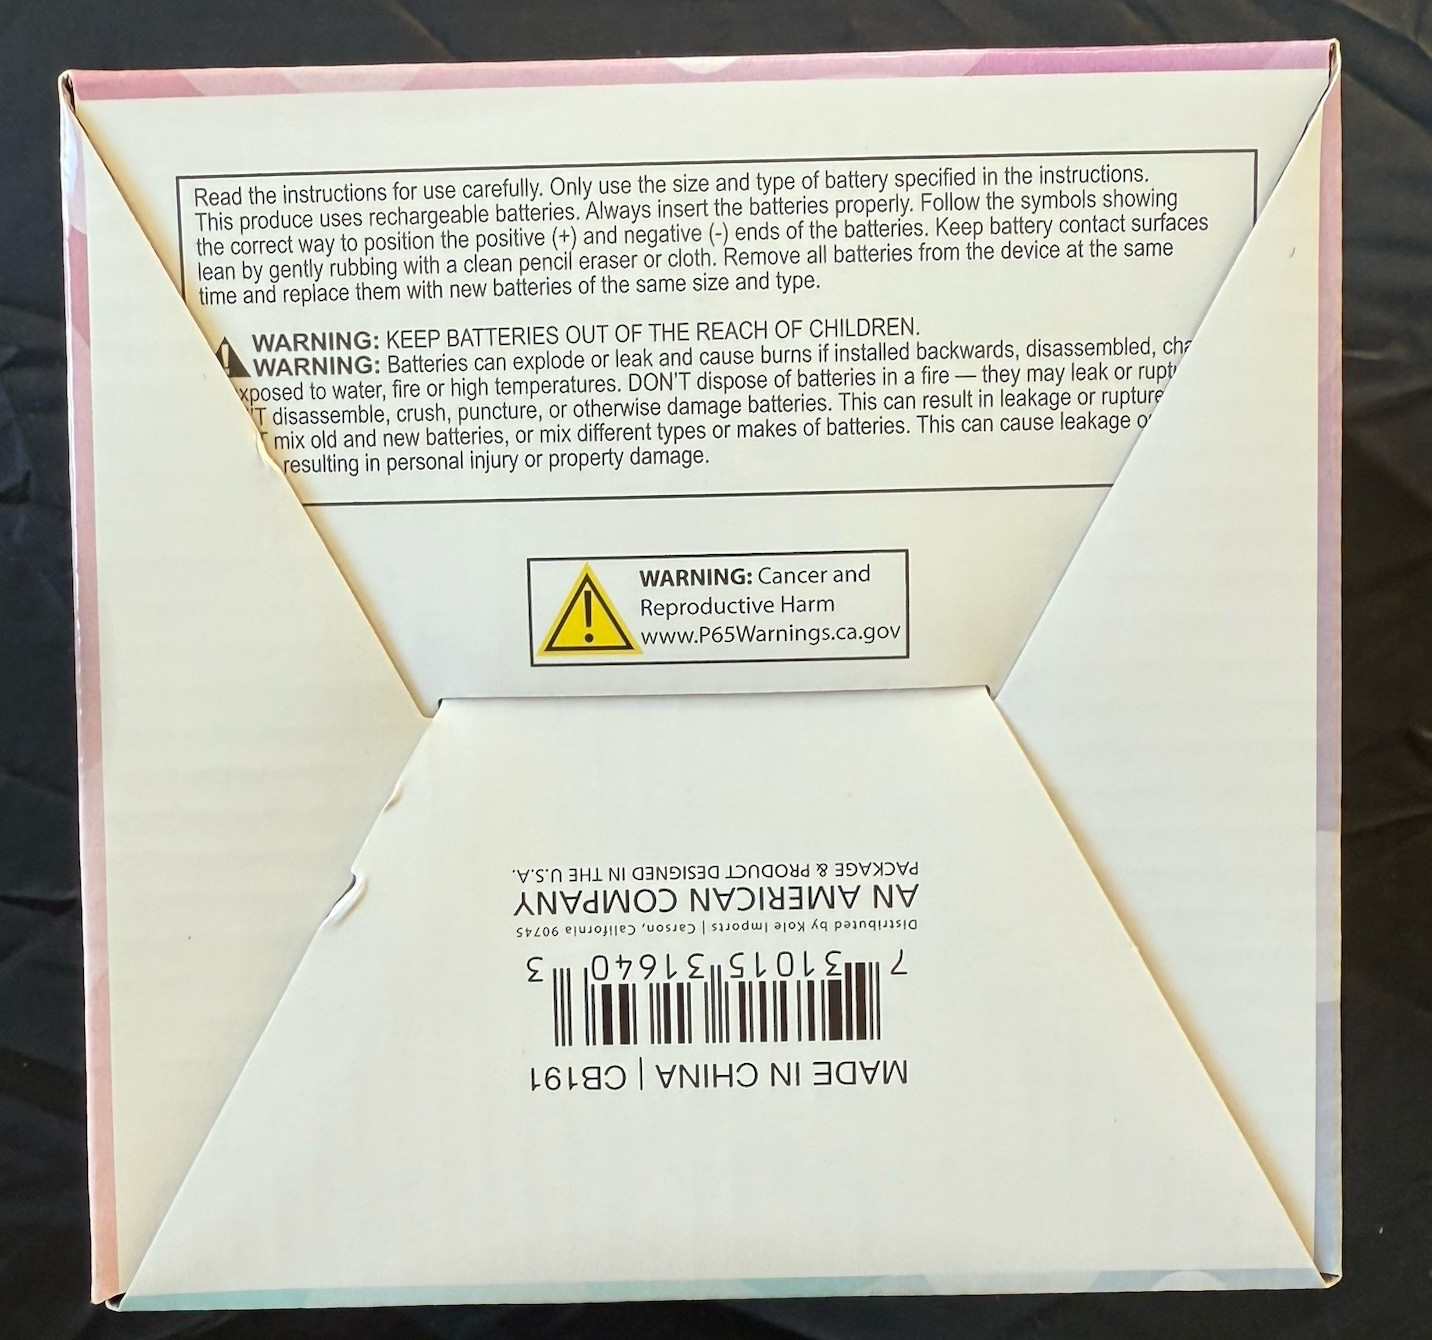 Read the instructions for use carefully. Only use the size and type of battery specified in the instructions.
This produce uses rechargeable batteries. Always insert the batteries properly. Follow the symbols showing
the correct way to position the positive (+) and negative (-) ends of the batteries. Keep battery contact surfaces
lean by gently rubbing with a clean pencil eraser or cloth. Remove all batteries from the device at the same
time and replace them with new batteries of the same size and type.
WARNING: KEEP BATTERIES OUT OF THE REACH OF CHILDREN.
WARNING: Batteries can explode or leak and cause burns if installed backwards, disassembled,
xposed to water, fire or high temperatures. DON'T dispose of batteries in a fire — they may leak or
disassemble, crush, puncture, or otherwise damage batteries. This can result in leakage or rupture
mix old and new batteries, or mix different types or makes of batteries. This can cause leakage
resulting in personal injury or property damage.
WARNING: Cancer and
Reproductive Harm
www.P65Warnings.ca.gov
MADE IN CHINA | CB191
7 31015 31640 3
Distributed by Kole Imports | Carson, California 90745
AN AMERICAN COMPANY
PACKAGE & PRODUCT DESIGNED IN THE U.S.A.